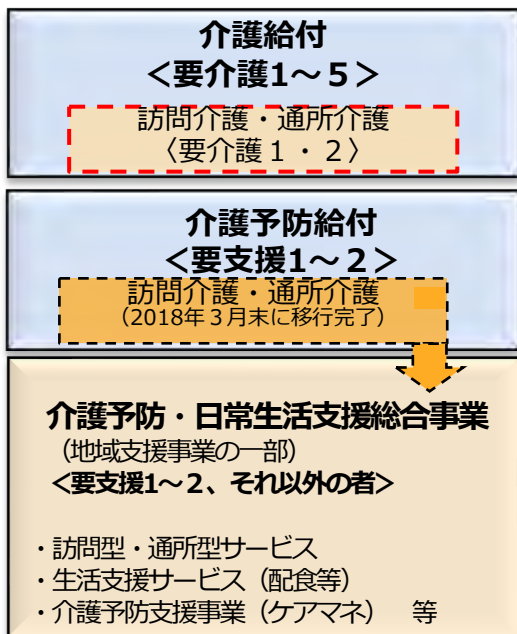 介護給付
＜要介護1～５＞
訪問介護・通所介護
〈要介護１・２〉
介護予防給付
＜要支援1～２＞
訪問介護・通所介護
（2018年３月末に移行完了）
介護予防・日常生活支援総合事業
（地域支援事業の一部）
＜要支援1～２、それ以外の者＞
・訪問型・通所型サービス
・生活支援サービス（配食等）
・介護予防支援事業（ケアマネ）　等